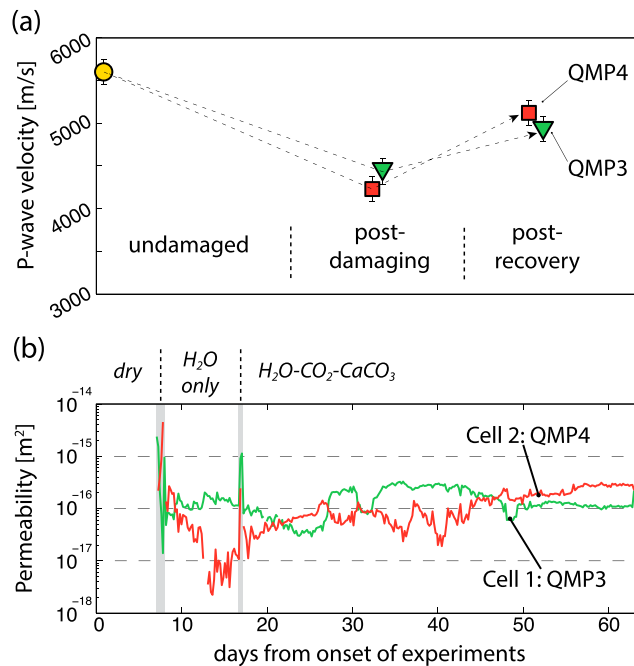 (a)
P-wave velocity [m/s]
6000
5000
4000
3000
QMP4
QMP3
undamaged
post-
damaging
post-
recovery
(b)
dry
H₂O
only
H₂O-CO₂-CaCO₃
Permeability [m²]
10⁻¹⁴
10⁻¹⁵
10⁻¹⁶
10⁻¹⁷
10⁻¹⁸
Cell 2: QMP4
Cell 1: QMP3
0 10 20 30 40 50 60
days from onset of experiments